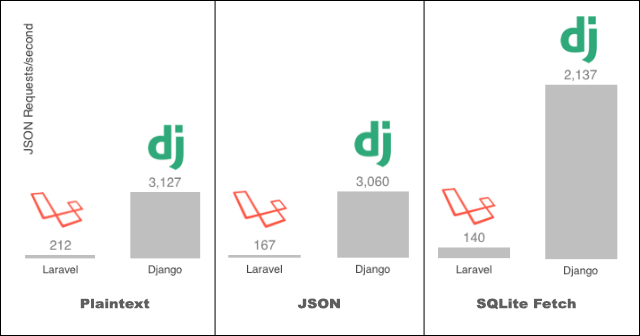 JSON Requests/second
dj
3,127
212
Laravel
Django
Plaintext
dj
3,060
167
Laravel
Django
JSON
dj
2,137
140
Laravel
Django
SQLite Fetch